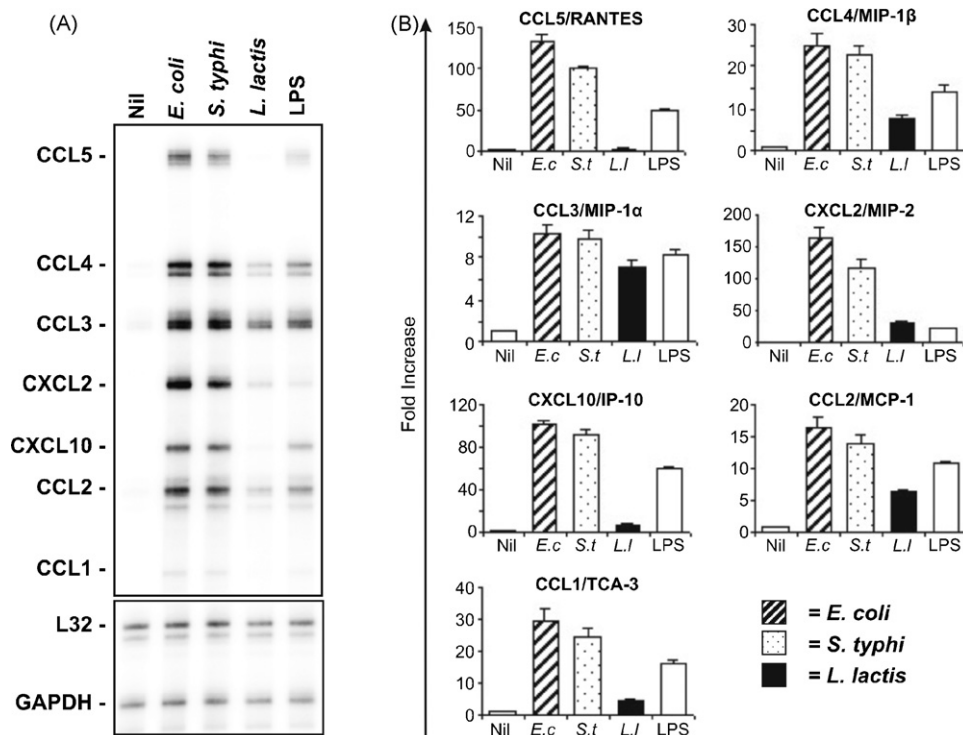 (A)
Nil
E. coli
S. typhi
L. lactis
LPS
CCL5 -
CCL4 -
CCL3 -
CXCL2 -
CXCL10 -
CCL2 -
CCL1 -
L32 -
GAPDH -
(B)
Fold Increase
CCL5/RANTES
150
100
50
0
Nil E.c S.t L.l LPS
CCL4/MIP-1β
30
20
10
0
Nil E.c S.t L.l LPS
CCL3/MIP-1α
12
8
4
0
Nil E.c S.t L.l LPS
CXCL2/MIP-2
200
150
100
50
0
Nil E.c S.t L.l LPS
CXCL10/IP-10
120
80
40
0
Nil E.c S.t L.l LPS
CCL2/MCP-1
20
15
10
5
0
Nil E.c S.t L.l LPS
CCL1/TCA-3
40
30
20
10
0
Nil E.c S.t L.l LPS
= E. coli
= S. typhi
= L. lactis